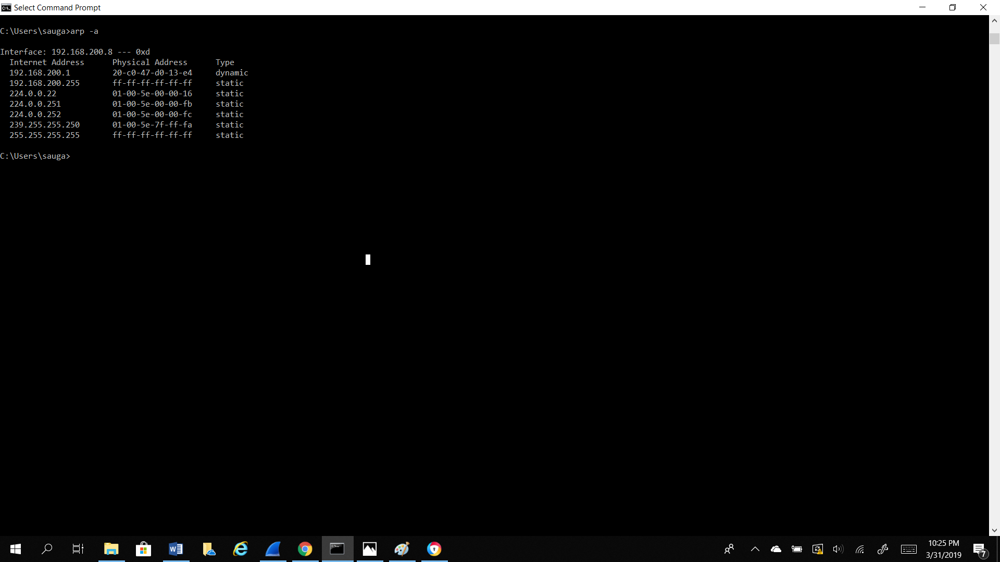 Select Command Prompt
C:\Users\sauga>arp -a
Interface: 192.168.200.8 --- 0xd
  Internet Address      Physical Address      Type
  192.168.200.1         20-c0-47-d0-13-e4     dynamic
  192.168.200.255       ff-ff-ff-ff-ff-ff     static
  224.0.0.22            01-00-5e-00-00-16     static
  224.0.0.251           01-00-5e-00-00-fb     static
  224.0.0.252           01-00-5e-00-00-fc     static
  239.255.255.250       01-00-5e-7f-ff-fa     static
  255.255.255.255       ff-ff-ff-ff-ff-ff     static
C:\Users\sauga>
10:25 PM
3/31/2019
7